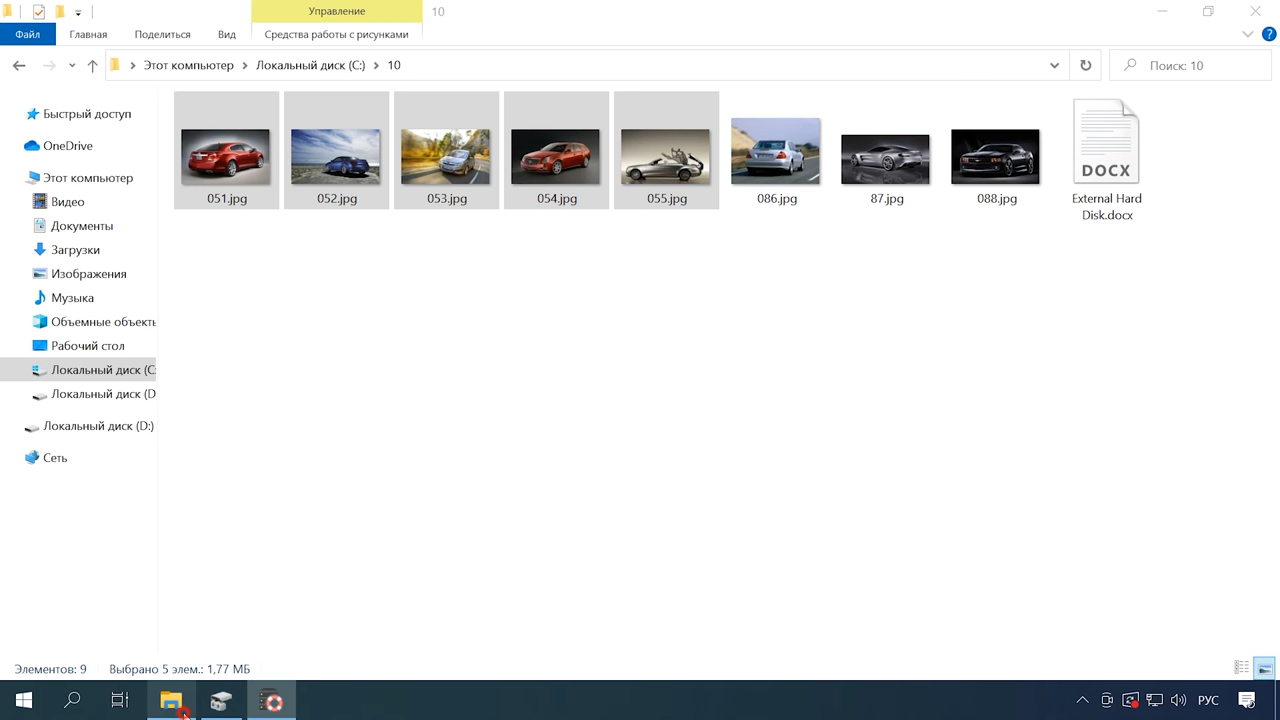 Управление
10
Файл
Главная
Поделиться
Вид
Средства работы с рисунками
?
Этот компьютер
Локальный диск (C:)
10
Поиск: 10
Быстрый доступ
OneDrive
Этот компьютер
Видео
Документы
Загрузки
Изображения
Музыка
Объемные объекть
Рабочий стол
Локальный диск (C:
Локальный диск (D
Локальный диск (D:)
Сеть
051.jpg
052.jpg
053.jpg
054.jpg
055.jpg
086.jpg
87.jpg
088.jpg
DOCX
External Hard
Disk.docx
Элементов: 9
Выбрано 5 элем.: 1,77 МБ
РУС